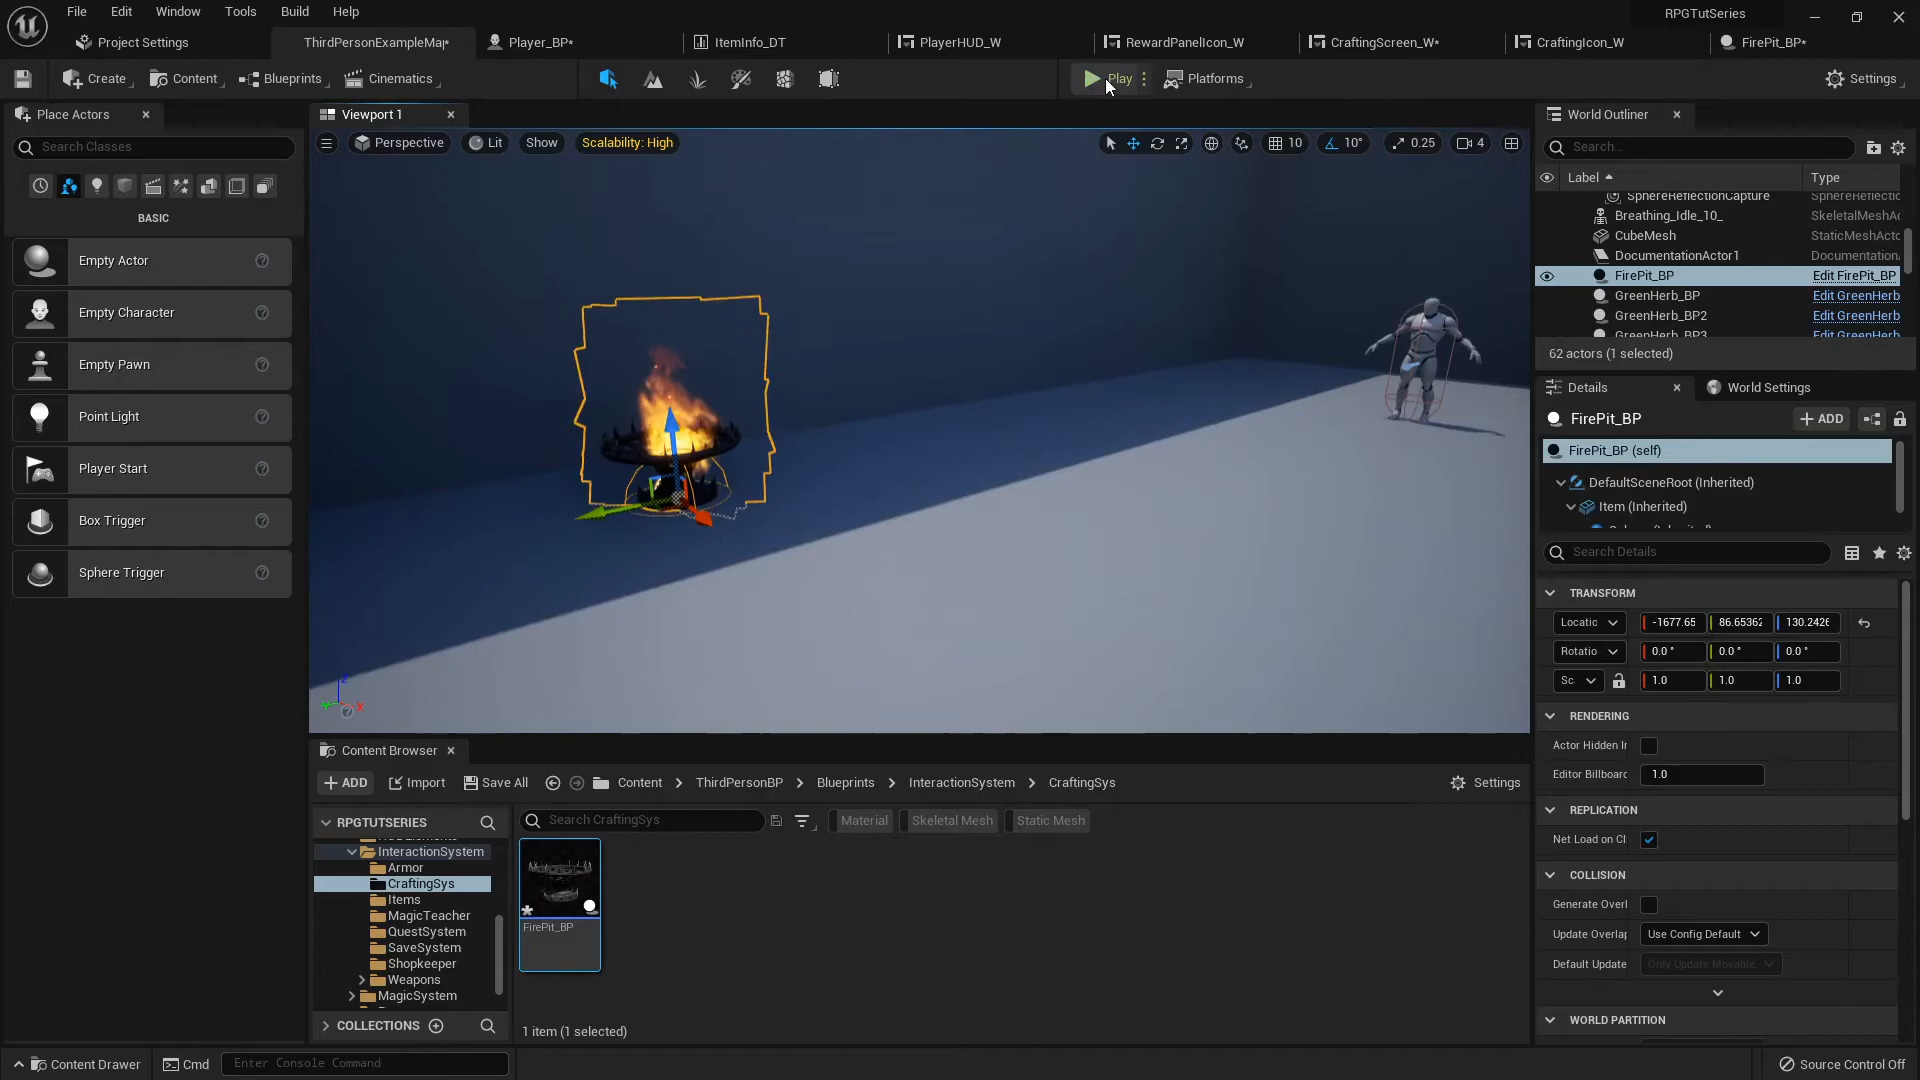 File Edit Window Tools Build Help
RPGTutSeries
Project Settings
ThirdPersonExampleMap*
Player_BP*
ItemInfo_DT
PlayerHUD_W
RewardPanelIcon_W
CraftingScreen_W*
CraftingIcon_W
FirePit_BP*
Create
Content
Blueprints
Cinematics
Play
Platforms
Settings
Place Actors
Viewport 1
World Outliner
Search Classes
Perspective
Lit
Show
Scalability: High
10
10°
0.25
4
Search...
Label
Type
BASIC
SphereReflectionCapture
Breathing_Idle_10_ SkeletalMeshAc
CubeMesh StaticMeshActo
DocumentationActor1 Documentation
FirePit_BP Edit FirePit_BP
GreenHerb_BP Edit GreenHerb
GreenHerb_BP2 Edit GreenHerb
GreenHerb_BP3 Edit GreenHerb
62 actors (1 selected)
Empty Actor
Empty Character
Empty Pawn
Point Light
Player Start
Box Trigger
Sphere Trigger
Details
World Settings
FirePit_BP
ADD
FirePit_BP (self)
DefaultSceneRoot (Inherited)
Item (Inherited)
Search Details
TRANSFORM
Locatic -1677.65 86.65362 130.2426
Rotatio 0.0 ° 0.0 ° 0.0 °
Sc 1.0 1.0 1.0
RENDERING
Actor Hidden Ir
Editor Billboarc 1.0
REPLICATION
Net Load on Cl
COLLISION
Generate Overl
Update Overlap Use Config Default
Default Update Only Update Movable
WORLD PARTITION
Z
X
Content Browser
ADD
Import
Save All
Content > ThirdPersonBP > Blueprints > InteractionSystem > CraftingSys
Settings
RPGTUTSERIES
Search CraftingSys
Material
Skeletal Mesh
Static Mesh
InteractionSystem
Armor
CraftingSys
Items
MagicTeacher
QuestSystem
SaveSystem
Shopkeeper
Weapons
MagicSystem
COLLECTIONS
FirePit_BP
1 item (1 selected)
Content Drawer
Cmd
Enter Console Command
Source Control Off